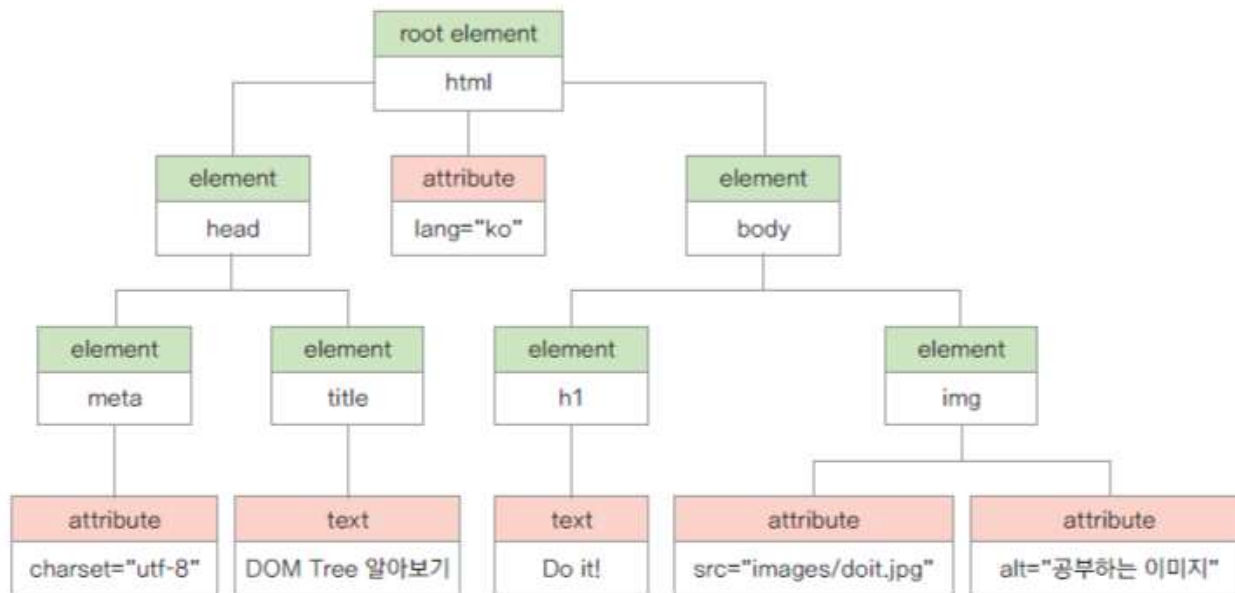 root element
html
element
head
attribute
lang="ko"
element
body
element
meta
element
title
element
h1
element
img
attribute
charset="utf-8"
text
DOM Tree 알아보기
text
Do it!
attribute
src="images/doit.jpg"
attribute
alt="공부하는 이미지"